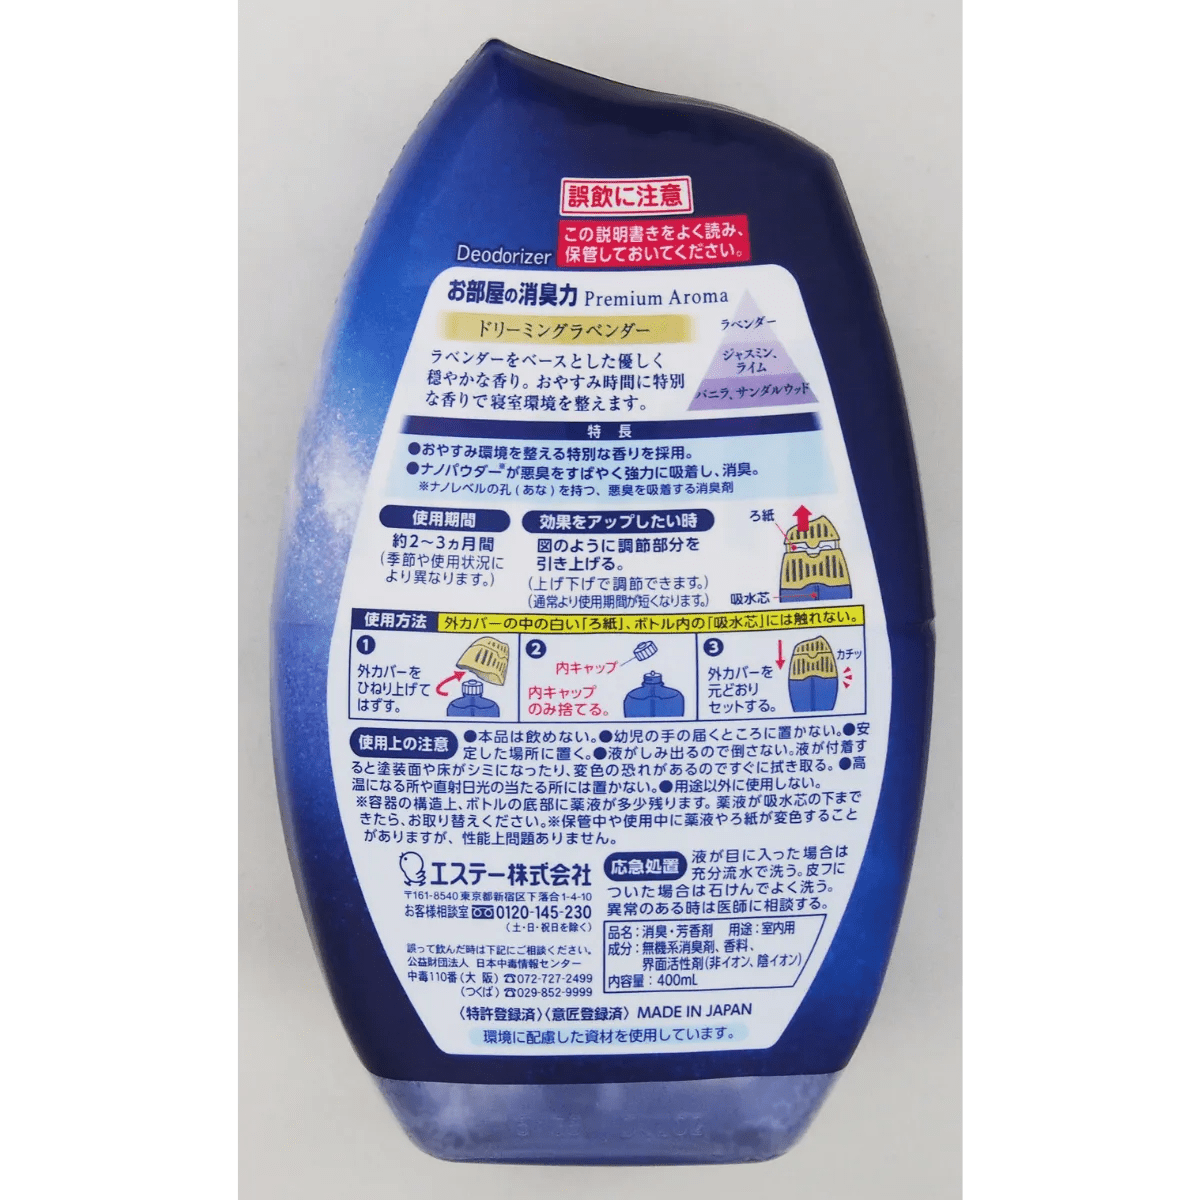 誤飲に注意
この説明書きをよく読み、
保管しておいてください。
Deodorizer
お部屋の消臭力 Premium Aroma
ドリーミングラベンダー
ラベンダーをベースとした優しく
穏やかな香り。おやすみ時間に特別
な香りで寝室環境を整えます。
ラベンダー
ジャスミン、
ライム
バニラ、サンダルウッド
特長
●おやすみ環境を整える特別な香りを採用。
●ナノパウダー※が悪臭をすばやく強力に吸着し、消臭。
※ナノレベルの孔(あな)を持つ、悪臭を吸着する消臭剤
使用期間
約2〜3ヵ月間
(季節や使用状況に
より異なります。)
効果をアップしたい時
図のように調節部分を
引き上げる。
(上げ下げで調節できます。)
(通常より使用期間が短くなります。)
ろ紙
吸水芯
使用方法 外カバーの中の白い「ろ紙」、ボトル内の「吸水芯」には触れない。
1
外カバーを
ひねり上げて
はずす。
2
内キャップ
内キャップ
のみ捨てる。
3
外カバーを
元どおり
セットする。
カチッ
使用上の注意 ●本品は飲めない。●幼児の手の届くところに置かない。●安
定した場所に置く。●液がしみ出るので倒さない。液が付着す
ると塗装面や床がシミになったり、変色の恐れがあるのですぐに拭き取る。●高
温になる所や直射日光の当たる所には置かない。●用途以外に使用しない。
※容器の構造上、ボトルの底部に薬液が多少残ります。薬液が吸水芯の下まで
きたら、お取り替えください。※保管中や使用中に薬液やろ紙が変色すること
がありますが、性能上問題ありません。
エステー株式会社
〒161-8540 東京都新宿区下落合1-4-10
お客様相談室 0120-145-230
(土・日・祝日を除く)
誤って飲んだ時は下記にご相談ください。
公益財団法人 日本中毒情報センター
中毒110番(大阪)☎072-727-2499
(つくば)☎029-852-9999
応急処置 液が目に入った場合は
充分流水で洗う。皮フに
ついた場合は石けんでよく洗う。
異常のある時は医師に相談する。
品名:消臭・芳香剤 用途:室内用
成分:無機系消臭剤、香料、
界面活性剤(非イオン、陰イオン)
内容量:400mL
〈特許登録済〉〈意匠登録済〉 MADE IN JAPAN
環境に配慮した資材を使用しています。